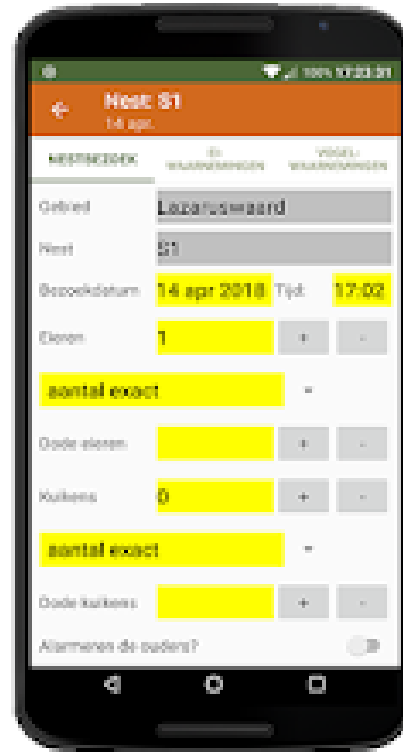 100% 17:23:31
Nest: S1
14 apr.
NESTBEZOEK
EI-
WAARNEMINGEN
VOGEL-
WAARNEMINGEN
Gebied Lazaruswaard
Nest S1
Bezoekdatum 14 apr 2018 Tijd: 17:02
Eieren 1 + -
aantal exact
Dode eieren + -
Kuikens 0 + -
aantal exact
Dode kuikens + -
Alarmeren de ouders?